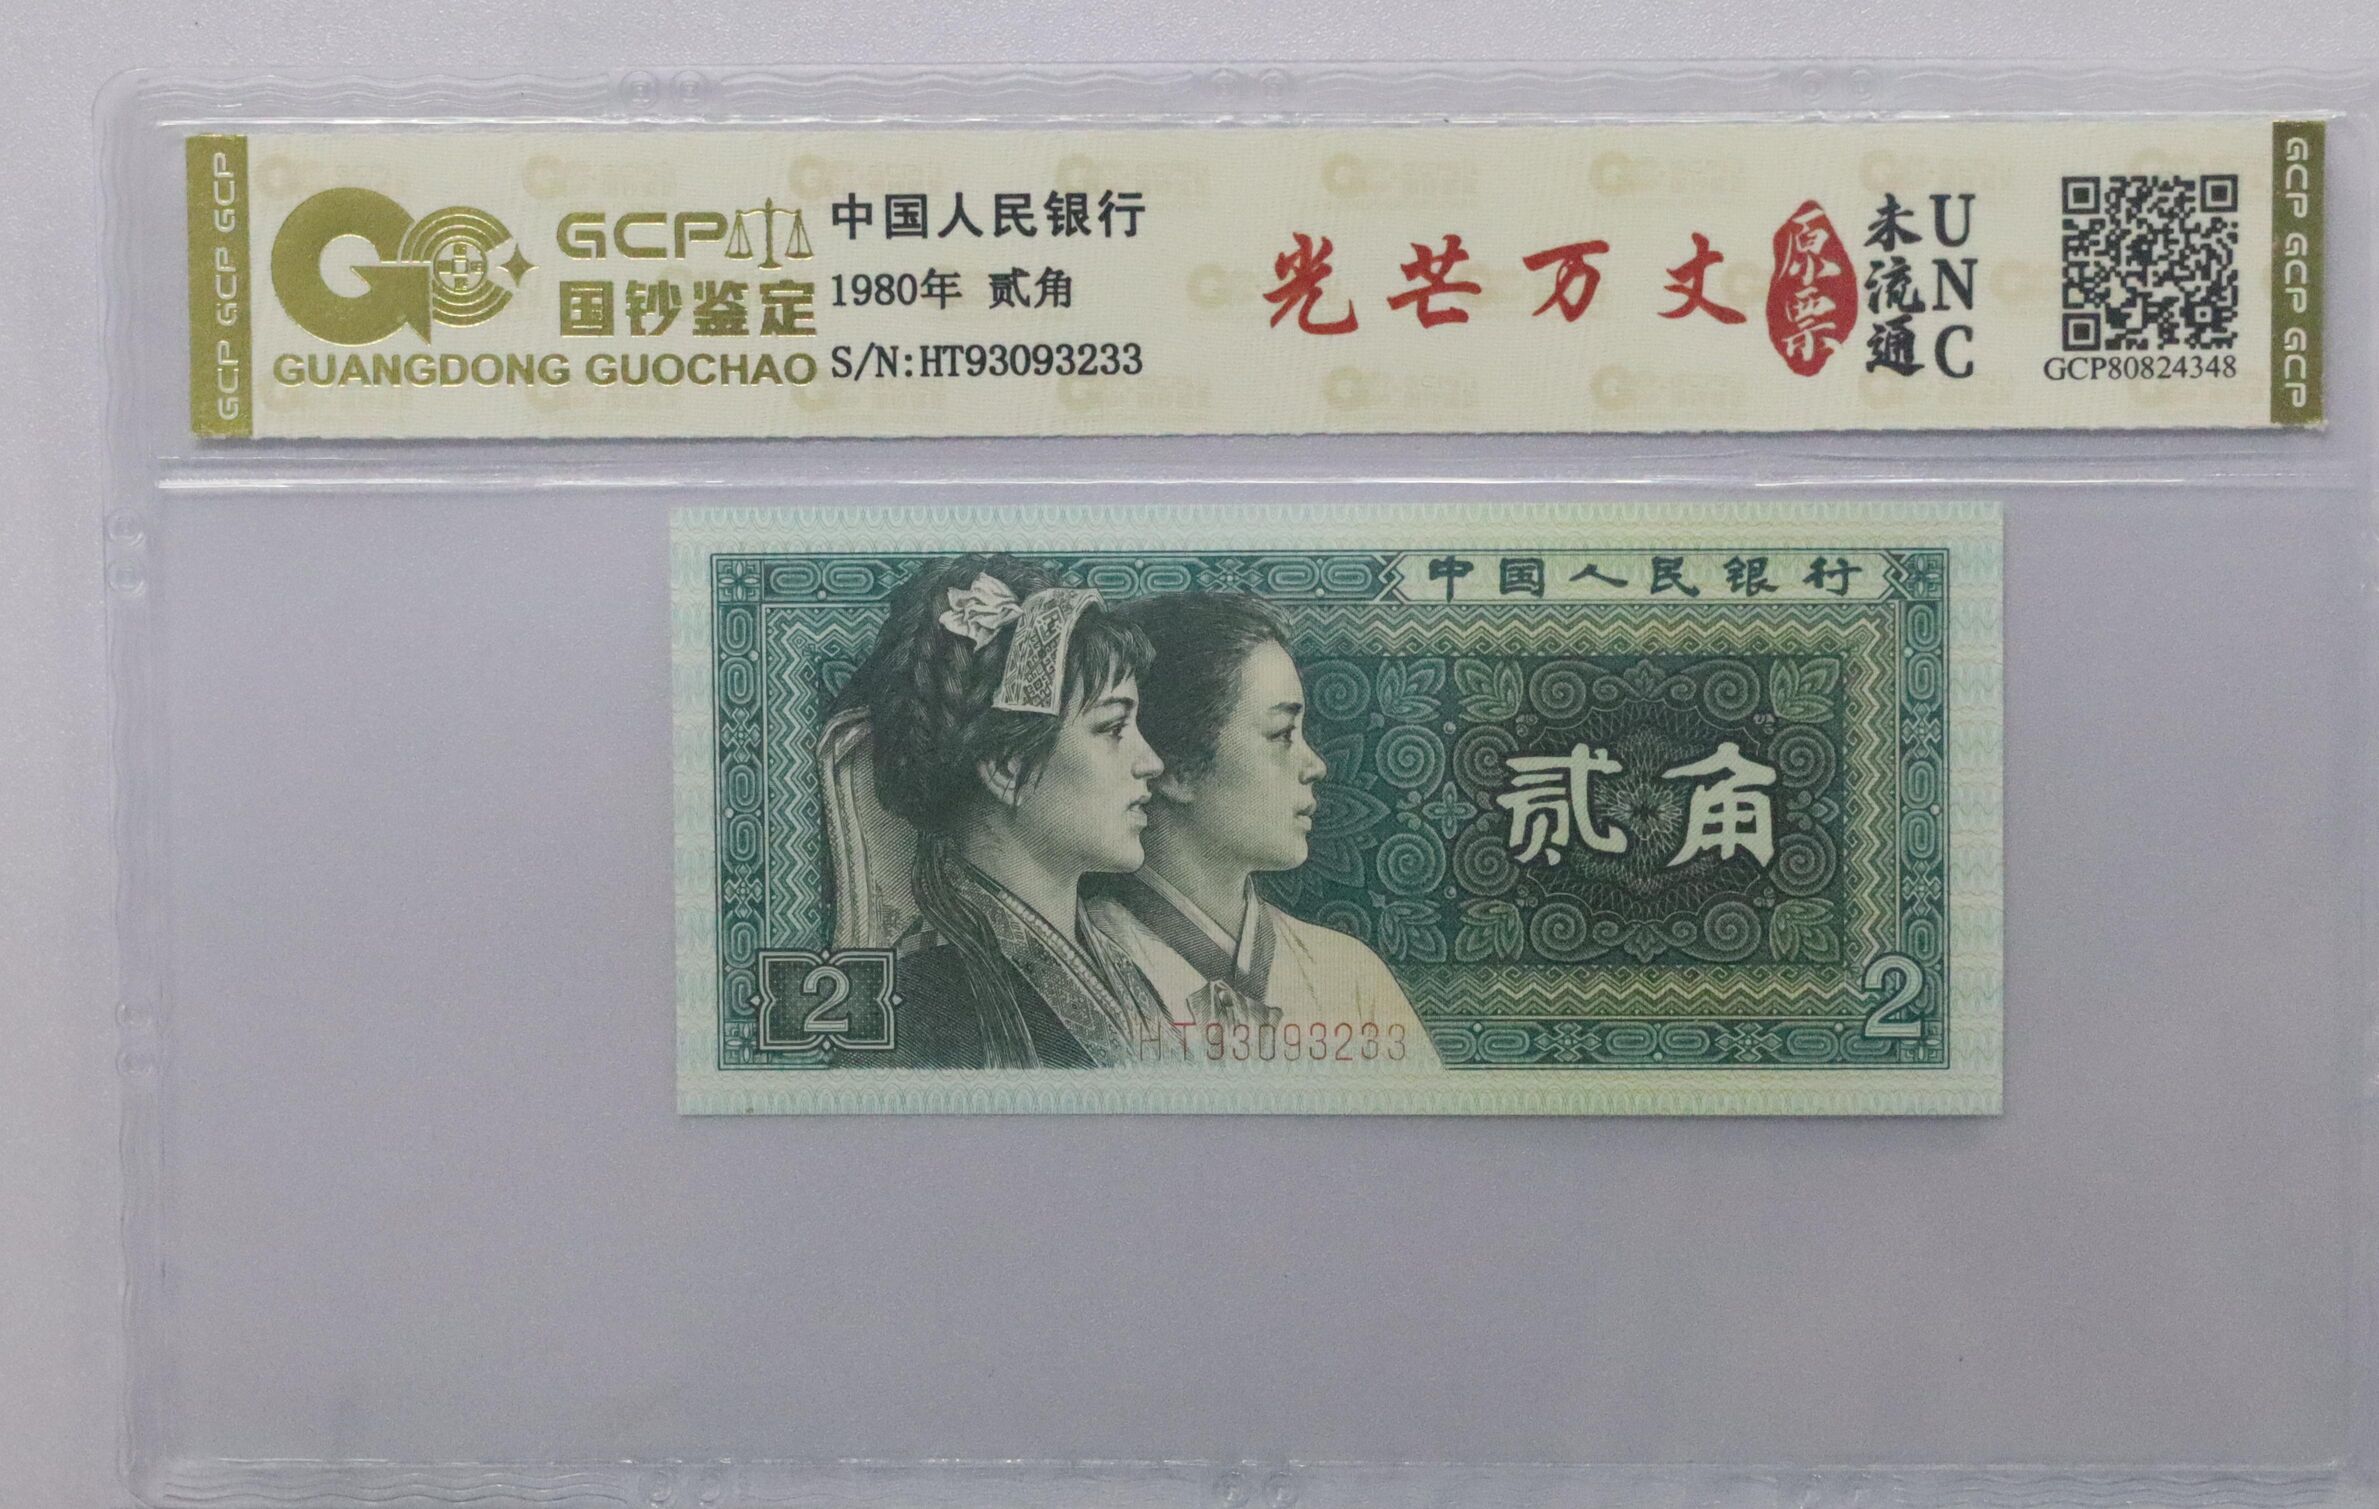 GCP GCP GCP
GCP
国钞鉴定
GUANGDONG GUOCHAO
中国人民银行
1980年 贰角
S/N:HT93093233
光芒万丈
原票
未流通
UNC
GCP80824348
GCP GCP GCP
中国人民银行
贰角
2
2
HT93093233